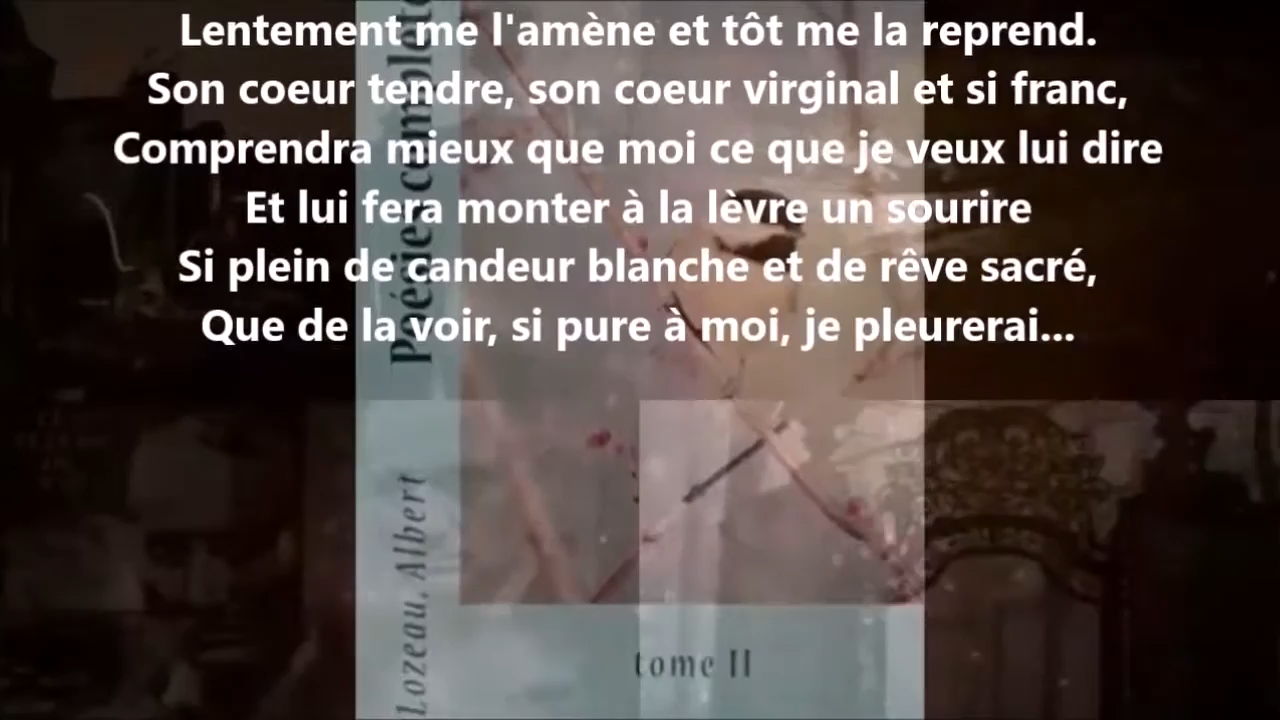 Lentement me l'amène et tôt me la reprend.
Son coeur tendre, son coeur virginal et si franc,
Comprendra mieux que moi ce que je veux lui dire
Et lui fera monter à la lèvre un sourire
Si plein de candeur blanche et de rêve sacré,
Que de la voir, si pure à moi, je pleurerai...
Poésies complètes
Lozeau, Albert
tome II